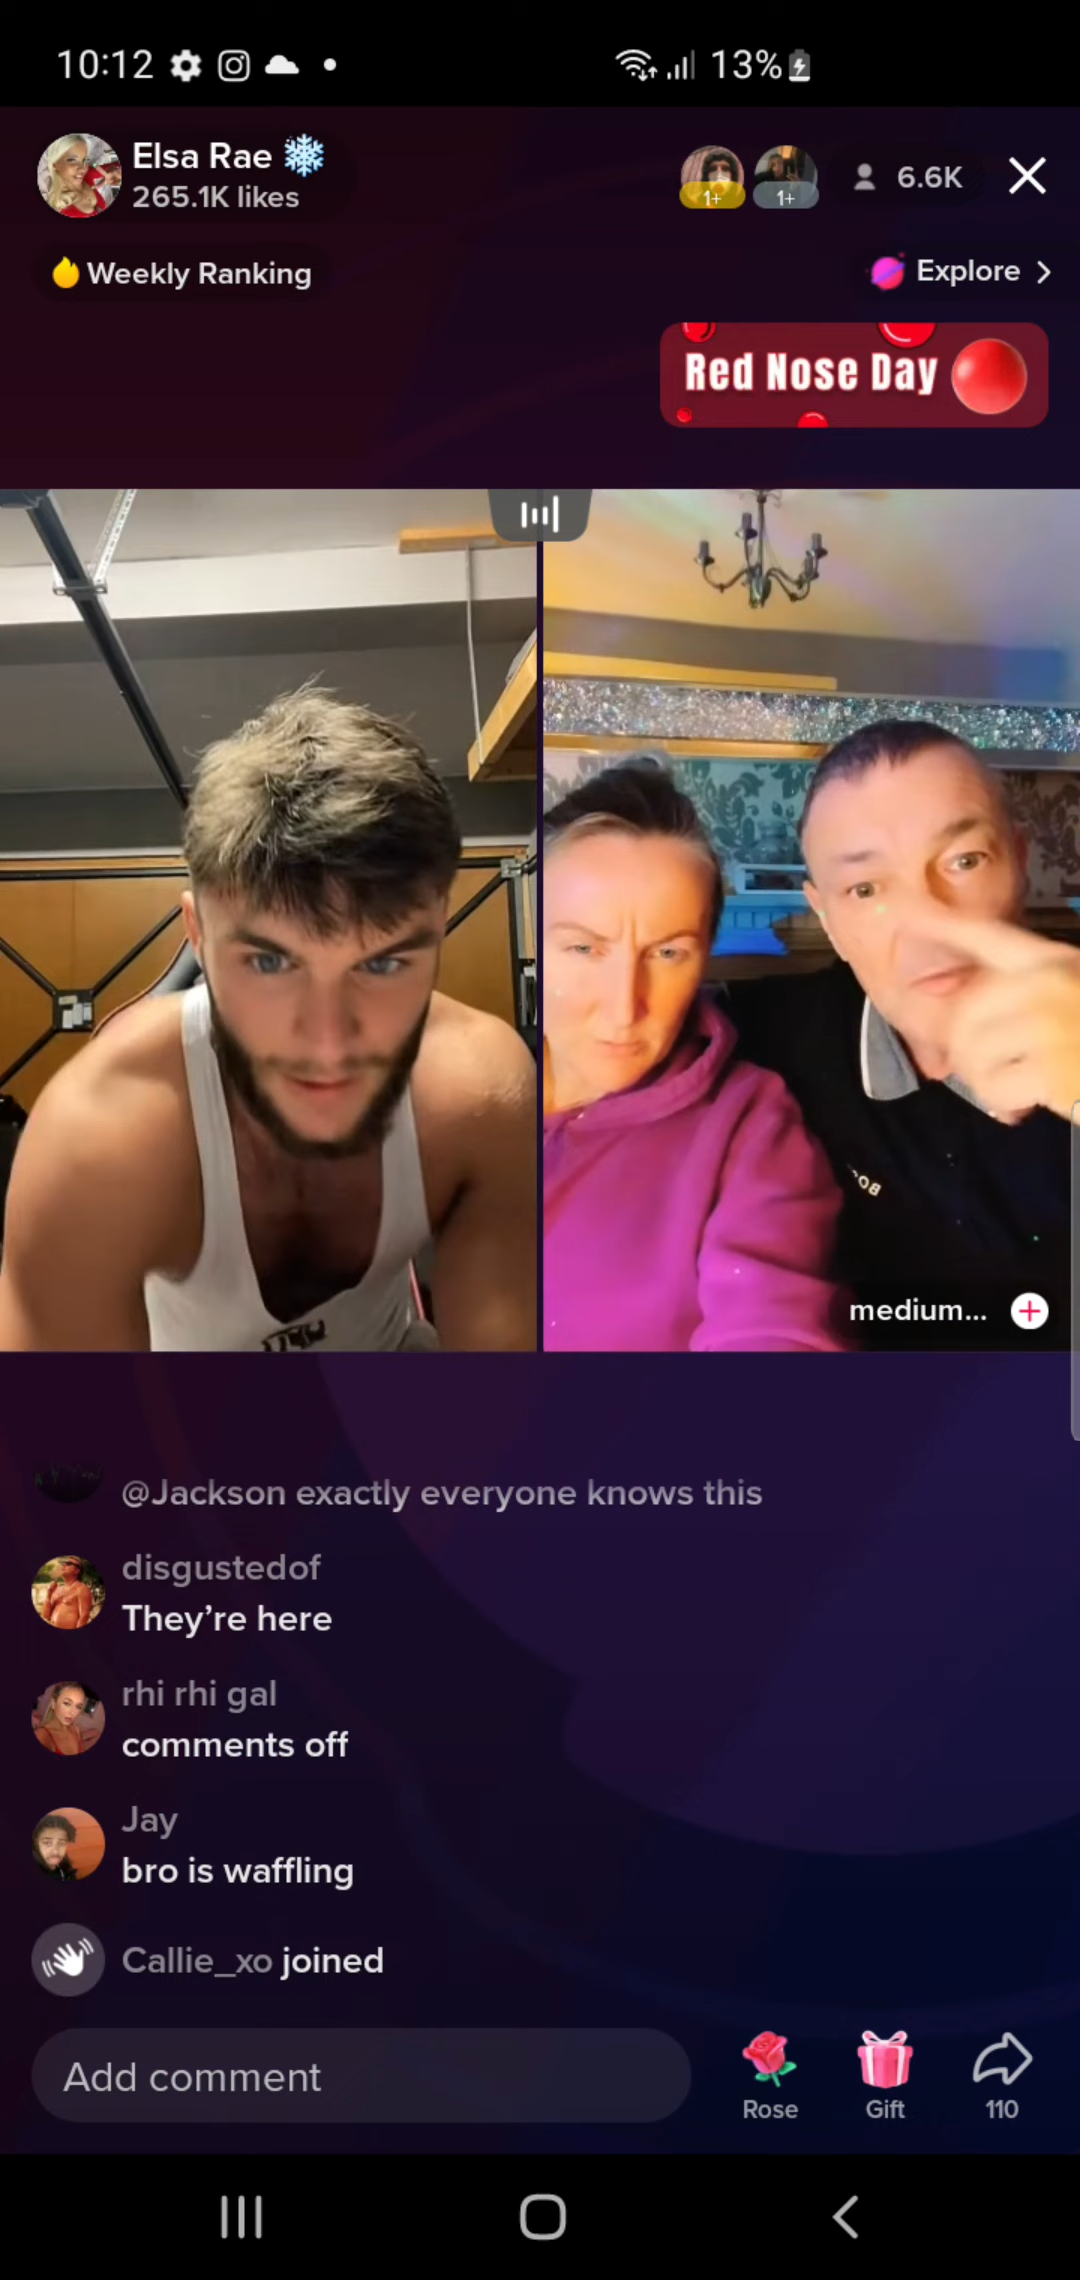 10:12
13%
Elsa Rae
265.1K likes
1+
1+
6.6K
Weekly Ranking
Explore
Red Nose Day
medium...
@Jackson exactly everyone knows this
disgustedof
They're here
rhi rhi gal
comments off
Jay
bro is waffling
Callie_xo joined
Add comment
Rose
Gift
110